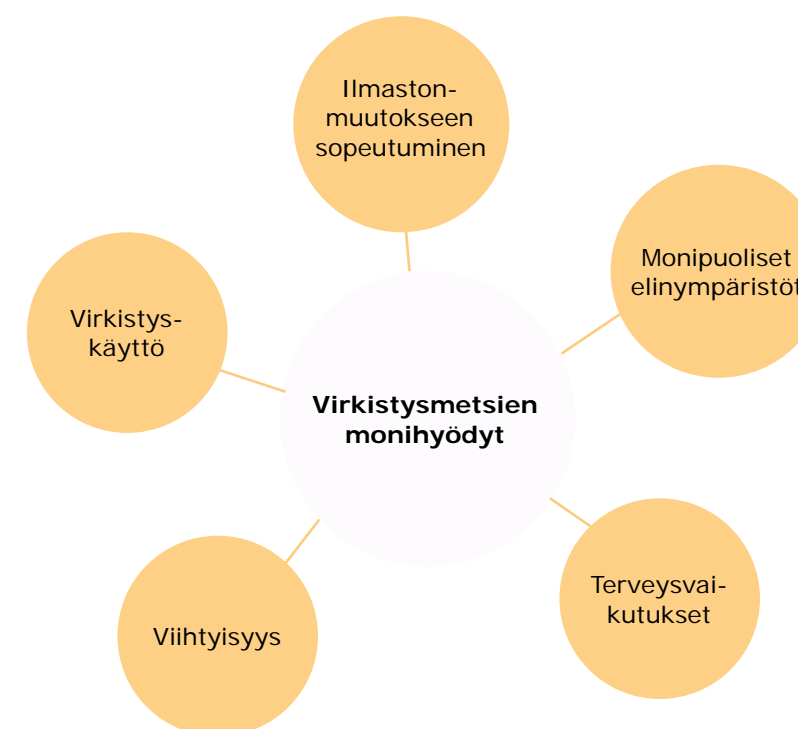 Ilmaston-
muutokseen
sopeutuminen
Monipuoliset
elinympäristöt
Virkistys-
käyttö
Virkistysmetsien
monihyödyt
Terveysvai-
kutukset
Viihtyisyys